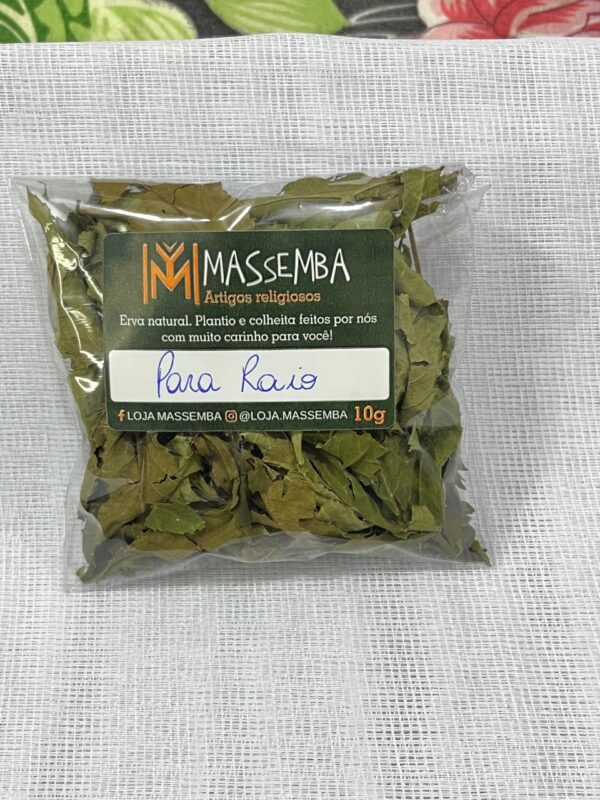 MASSEMBA
Artigos religiosos
Erva natural. Plantio e colheita feitos por nós
com muito carinho para você!
Para Raio
LOJA MASSEMBA @LOJA.MASSEMBA 10g